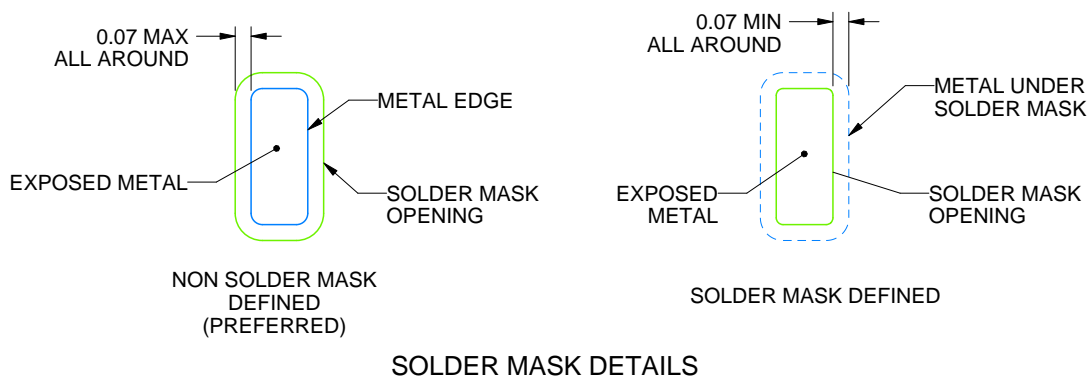 0.07 MAX
ALL AROUND
METAL EDGE
EXPOSED METAL
SOLDER MASK
OPENING
NON SOLDER MASK
DEFINED
(PREFERRED)
0.07 MIN
ALL AROUND
METAL UNDER
SOLDER MASK
EXPOSED
METAL
SOLDER MASK
OPENING
SOLDER MASK DEFINED
SOLDER MASK DETAILS